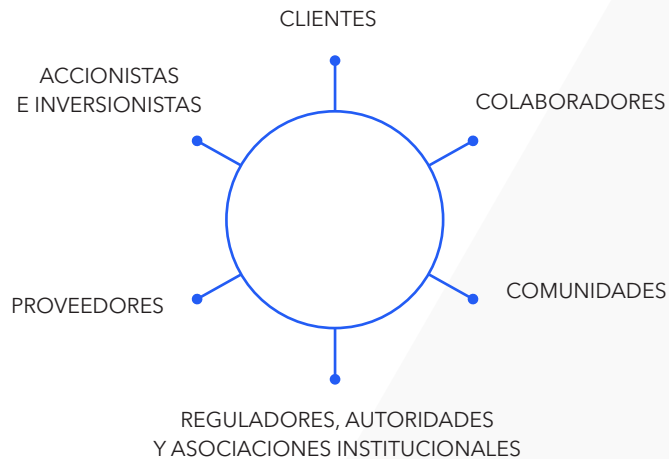 CLIENTES
ACCIONISTAS
E INVERSIONISTAS
COLABORADORES
PROVEEDORES
COMUNIDADES
REGULADORES, AUTORIDADES
Y ASOCIACIONES INSTITUCIONALES